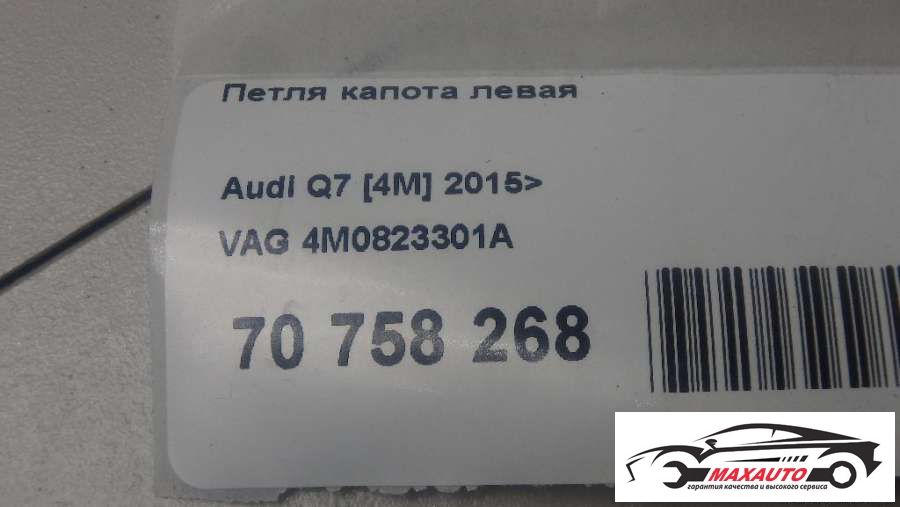 Петля капота левая
Audi Q7 [4M] 2015>
VAG 4M0823301A
70 758 268
MAXAUTO
гарантия качества и высокого сервиса